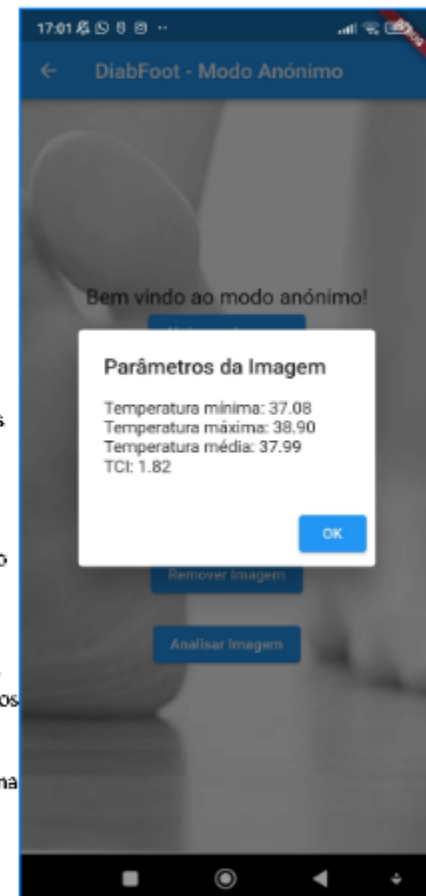 17:01
DiabFoot - Modo Anónimo
Bem vindo ao modo anónimo!
Parâmetros da Imagem
Temperatura mínima: 37.08
Temperatura máxima: 38.90
Temperatura média: 37.99
TCI: 1.82
OK
Remover Imagem
Analisar Imagem